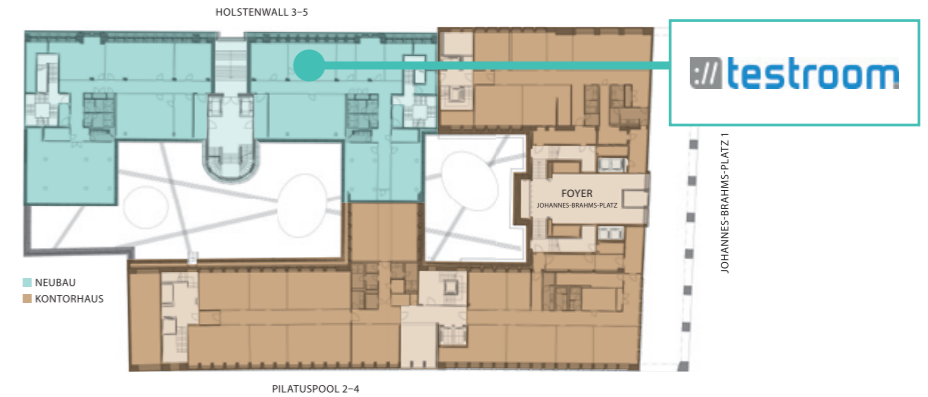 HOLSTENWALL 3–5
:// testroom
JOHANNES-BRAHMS-PLATZ 1
FOYER
JOHANNES-BRAHMS-PLATZ
NEUBAU
KONTORHAUS
PILATUSPOOL 2–4